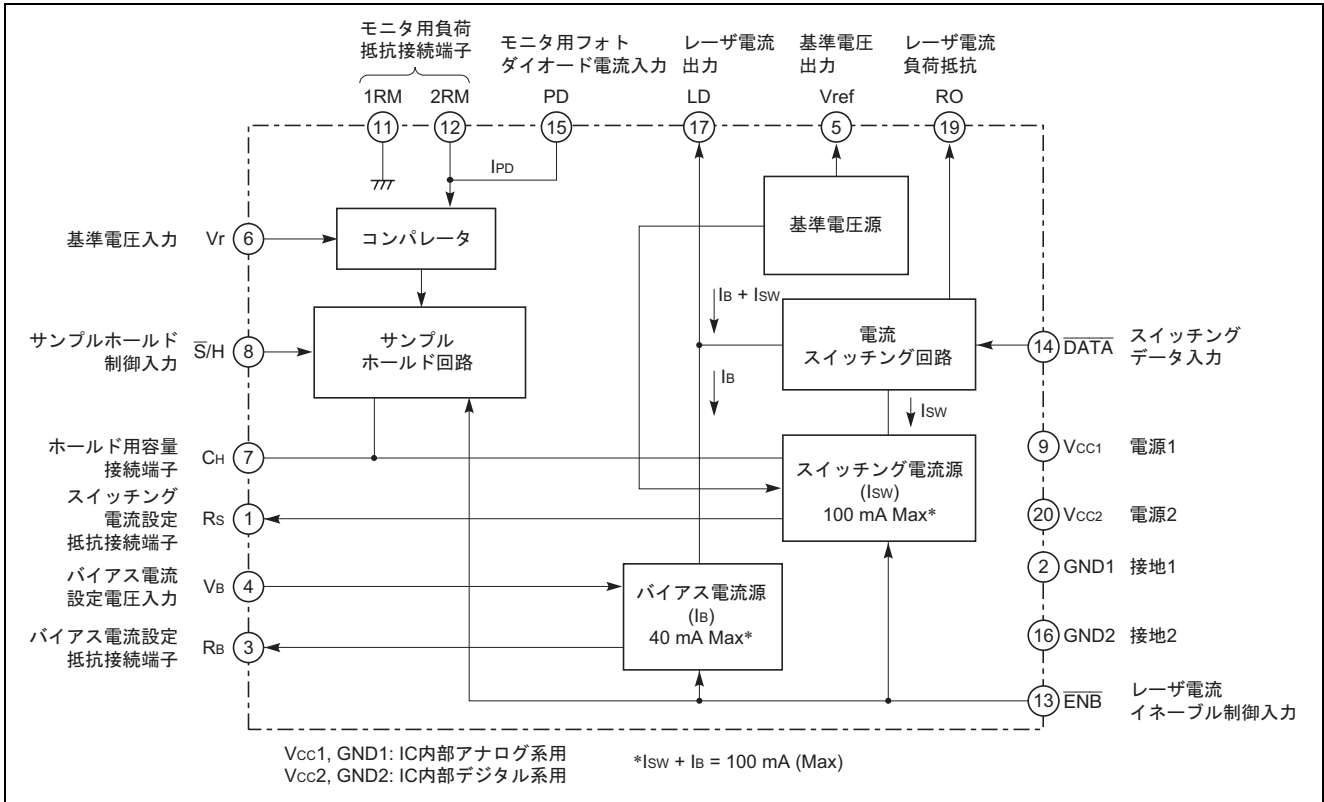 モニタ用負荷
抵抗接続端子
モニタ用フォト
ダイオード電流入力
レーザ電流
出力
基準電圧
出力
レーザ電流
負荷抵抗
1RM 2RM PD LD Vref RO
11 12 15 17 5 19
IPD
基準電圧入力 Vr 6
コンパレータ
基準電圧源
サンプルホールド
制御入力
S̅/H 8
サンプル
ホールド回路
IB + ISW
電流
スイッチング回路
14 D̅A̅T̅A̅ スイッチング
データ入力
IB
ISW
ホールド用容量
接続端子
CH 7
スイッチング電流源
(ISW)
100 mA Max*
9 VCC1 電源1
スイッチング
電流設定
抵抗接続端子
RS 1
20 VCC2 電源2
バイアス電流
設定電圧入力
VB 4
バイアス電流源
(IB)
40 mA Max*
2 GND1 接地1
バイアス電流設定
抵抗接続端子
RB 3
16 GND2 接地2
13 E̅N̅B̅ レーザ電流
イネーブル制御入力
VCC1, GND1: IC内部アナログ系用
VCC2, GND2: IC内部デジタル系用
*ISW + IB = 100 mA (Max)